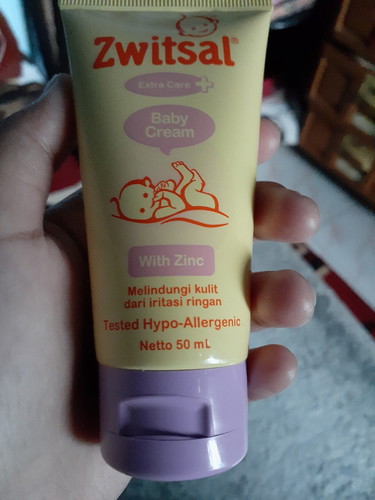 Zwitsal
Extra Care +
Baby
Cream
With Zinc
Melindungi kulit
dari iritasi ringan
Tested Hypo-Allergenic
Netto 50 mL